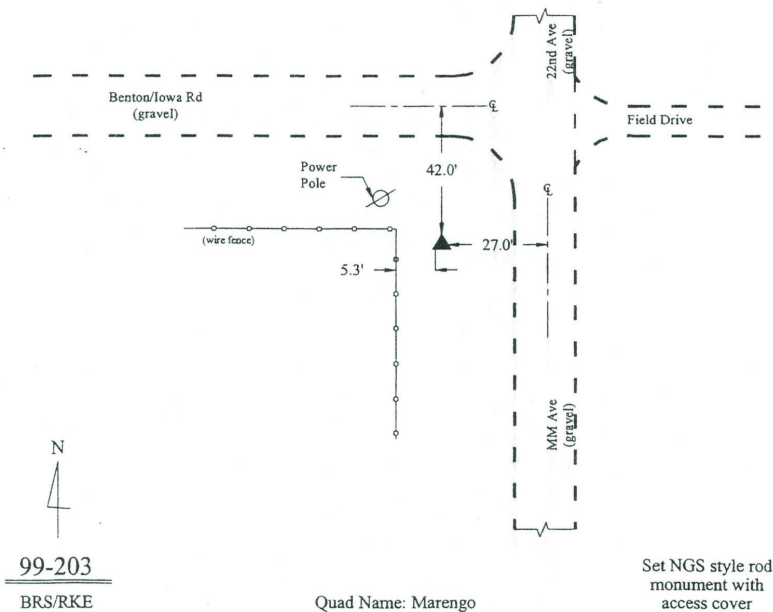 22nd Ave
(gravel)
Benton/Iowa Rd
(gravel)
℄
Field Drive
Power
Pole
42.0'
℄
(wire fence)
27.0'
5.3'
MM Ave
(gravel)
N
99-203
BRS/RKE
Quad Name: Marengo
Set NGS style rod
monument with
access cover